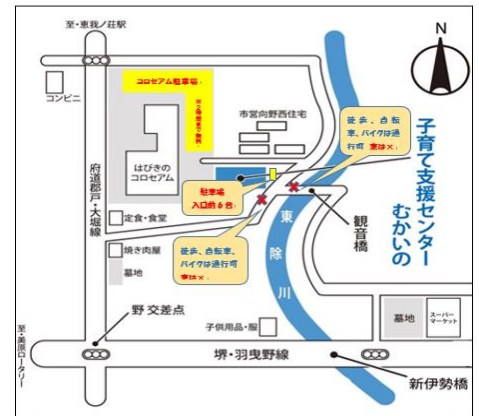 至・恵我ノ荘駅
N
コンビニ
コロセアム駐車場
市営向野西住宅
徒歩、自転
車、バイクは通
行可 車は×
はびきの
コロセアム
駐車場
入口前6台
子育て支援センター
むかいの
府道郡戸・大堀線
定食・食堂
観音橋
焼き肉屋
墓地
徒歩、自転車、
バイクは通行可
車は×
東除川
野 交差点
子供用品・服
墓地
スーパー
マーケット
至・美原ロータリー
堺・羽曳野線
新伊勢橋